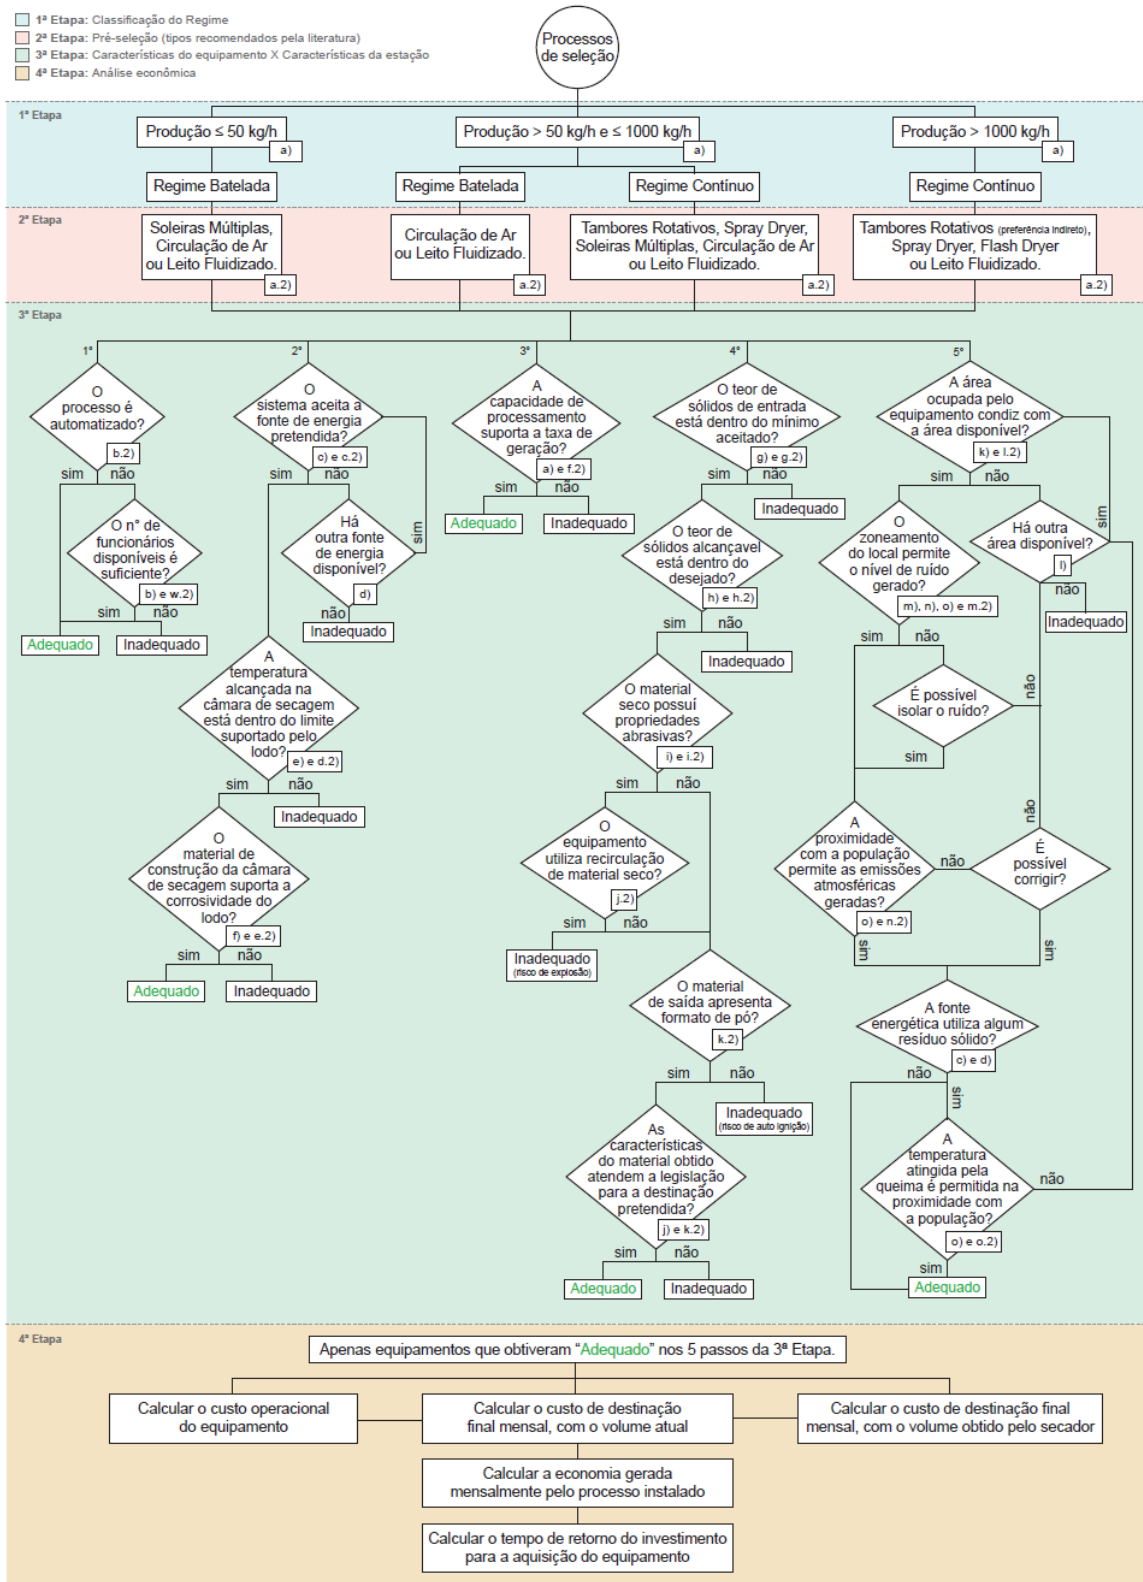 1ª Etapa: Classificação do Regime
2ª Etapa: Pré-seleção (tipos recomendados pela literatura)
3ª Etapa: Características do equipamento X Características da estação
4ª Etapa: Análise econômica
Processos
de seleção
1ª Etapa
Produção ≤ 50 kg/h
a)
Produção > 50 kg/h e ≤ 1000 kg/h
a)
Produção > 1000 kg/h
a)
Regime Batelada
Regime Batelada
Regime Contínuo
Regime Contínuo
2ª Etapa
Soleiras Múltiplas,
Circulação de Ar
ou Leito Fluidizado.
a.2)
Circulação de Ar
ou Leito Fluidizado.
a.2)
Tambores Rotativos, Spray Dryer,
Soleiras Múltiplas, Circulação de Ar
ou Leito Fluidizado.
a.2)
Tambores Rotativos (preferência indireto),
Spray Dryer, Flash Dryer
ou Leito Fluidizado.
a.2)
3ª Etapa
1°
O
processo é
automatizado?
b.2)
sim
não
O n° de
funcionários
disponíveis é
suficiente?
b) e w.2)
sim
não
Adequado
Inadequado
2°
O
sistema aceita a
fonte de energia
pretendida?
c) e c.2)
sim
não
Há
outra fonte
de energia
disponível?
d)
sim
não
Inadequado
A
temperatura
alcançada na
câmara de secagem
está dentro do limite
suportado pelo
lodo?
e) e d.2)
sim
não
Inadequado
O
material de
construção da câmara
de secagem suporta a
corrosividade do
lodo?
f) e e.2)
sim
não
Adequado
Inadequado
3°
A
capacidade de
processamento
suporta a taxa de
geração?
a) e f.2)
sim
não
Adequado
Inadequado
4°
O teor de
sólidos de entrada
está dentro do mínimo
aceitado?
g) e g.2)
sim
não
Inadequado
O teor de
sólidos alcançavel
está dentro do
desejado?
h) e h.2)
sim
não
Inadequado
O material
seco possuí
propriedades
abrasivas?
i) e i.2)
sim
não
O
equipamento
utiliza recirculação
de material seco?
j.2)
sim
não
Inadequado
(risco de explosão)
O material
de saída apresenta
formato de pó?
k.2)
sim
não
Inadequado
(risco de auto ignição)
As
características
do material obtido
atendem a legislação
para a destinação
pretendida?
j) e k.2)
sim
não
Adequado
Inadequado
5°
A área
ocupada pelo
equipamento condiz com
a área disponível?
k) e l.2)
sim
não
Há outra
área disponível?
l)
sim
não
Inadequado
O
zoneamento
do local permite
o nível de ruído
gerado?
m), n), o) e m.2)
sim
não
É possível
isolar o ruído?
não
sim
não
A
proximidade
com a população
permite as emissões
atmosféricas
geradas?
o) e n.2)
não
sim
É
possível
corrigir?
sim
A fonte
energética utiliza algum
resíduo sólido?
c) e d)
não
sim
A
temperatura
atingida pela
queima é permitida na
proximidade com
a população?
o) e o.2)
não
sim
Adequado
4ª Etapa
Apenas equipamentos que obtiveram “Adequado” nos 5 passos da 3ª Etapa.
Calcular o custo operacional
do equipamento
Calcular o custo de destinação
final mensal, com o volume atual
Calcular o custo de destinação final
mensal, com o volume obtido pelo secador
Calcular a economia gerada
mensalmente pelo processo instalado
Calcular o tempo de retorno do investimento
para a aquisição do equipamento